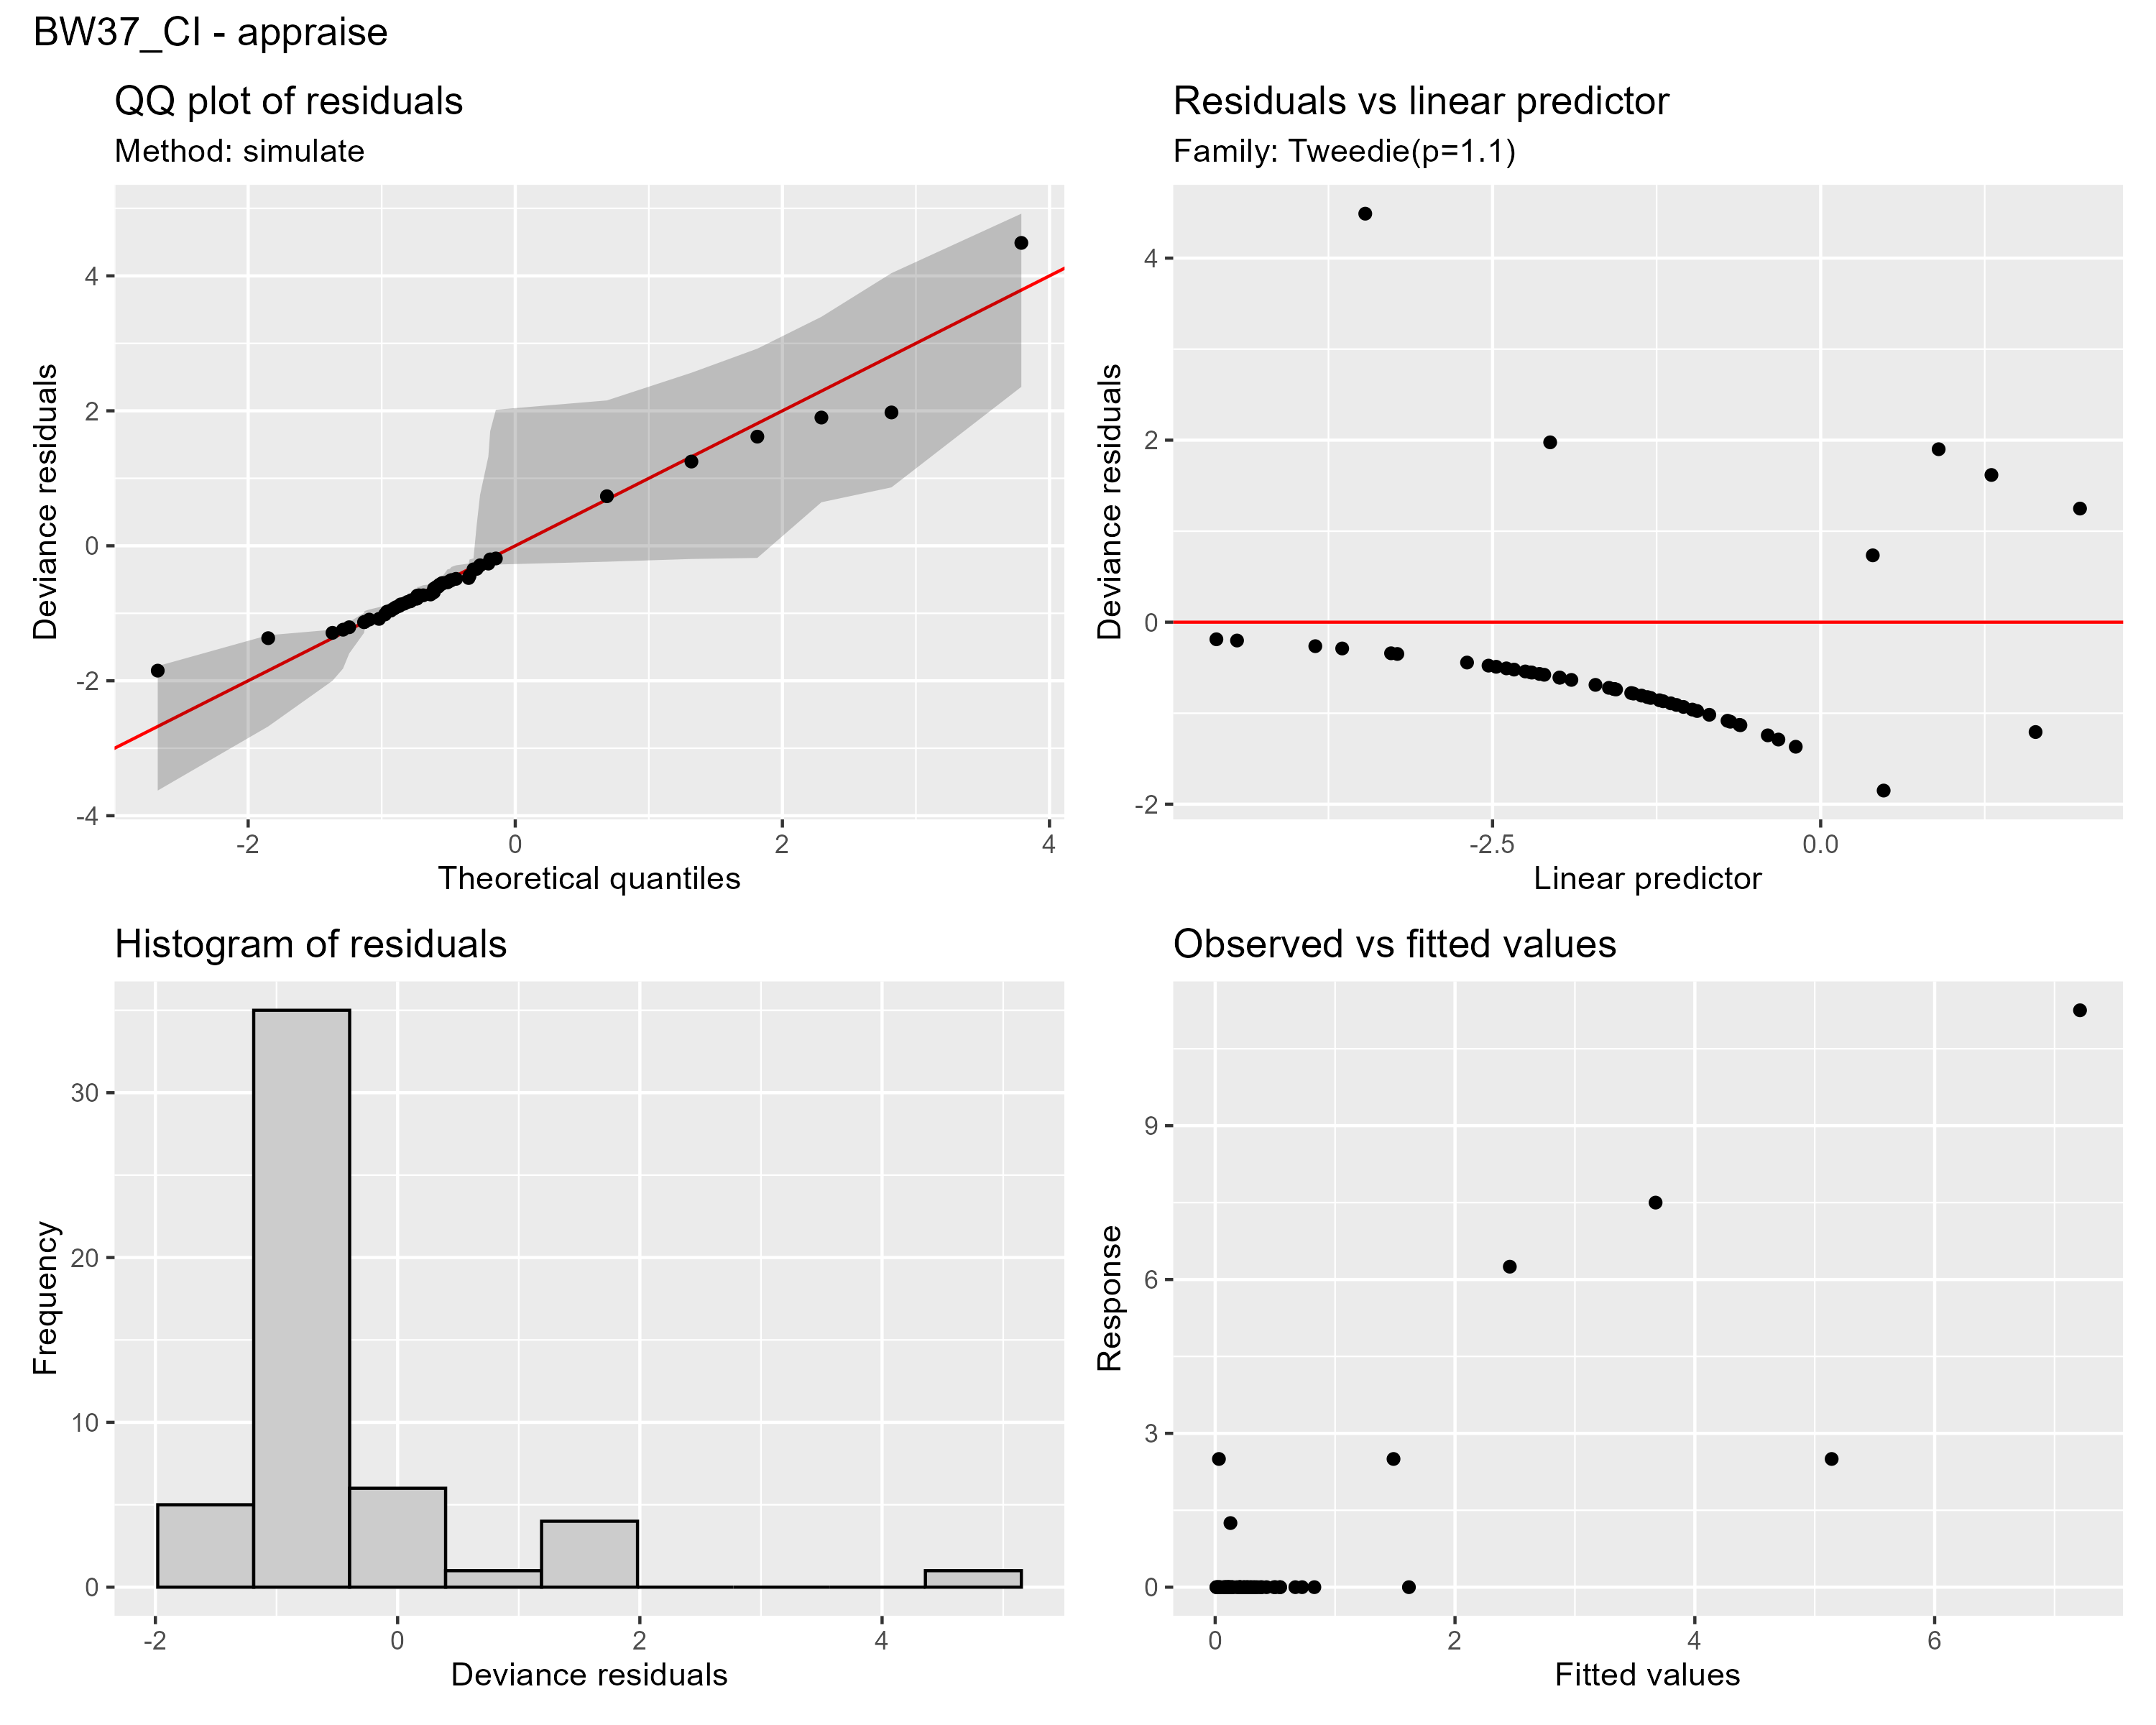 BW37_CI - appraise
QQ plot of residuals
Method: simulate
Deviance residuals
4
2
0
-2
-4
-2
0
2
4
Theoretical quantiles
Residuals vs linear predictor
Family: Tweedie(p=1.1)
Deviance residuals
4
2
0
-2
-2.5
0.0
Linear predictor
Histogram of residuals
Frequency
30
20
10
0
-2
0
2
4
Deviance residuals
Observed vs fitted values
Response
9
6
3
0
0
2
4
6
Fitted values